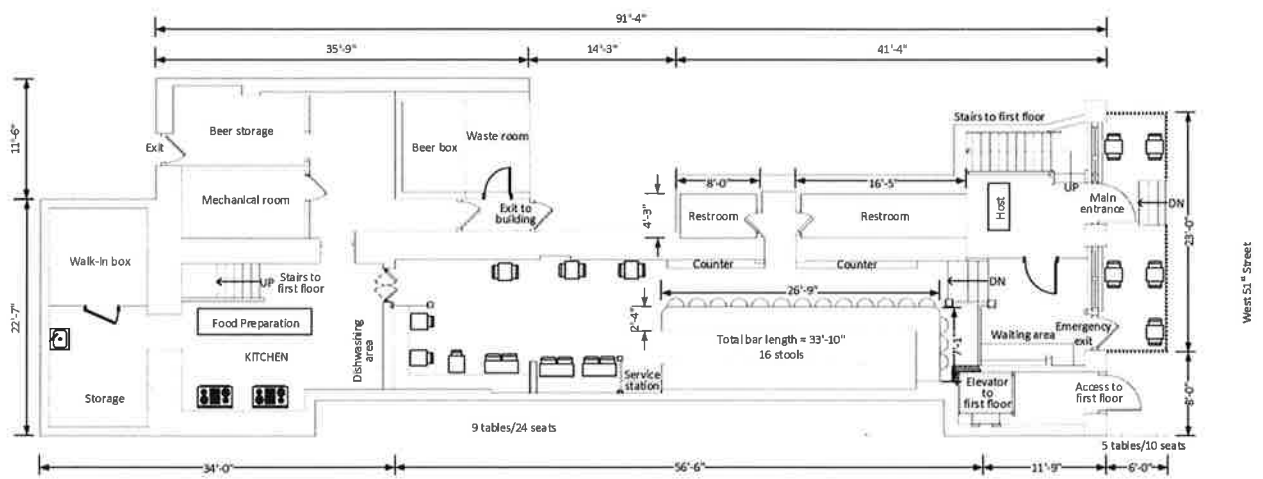 91'-4"
35'-9"
14'-3"
41'-4"
11'-6"
22'-7"
Beer storage
Exit
Mechanical room
Beer box
Waste room
Exit to
building
Stairs to first floor
UP
8'-0"
16'-5"
4'-3"
Restroom
Restroom
Host
Main
entrance
DN
23'-0"
West 51st Street
Walk-In box
UP
Stairs to
first floor
Counter
Counter
DN
26'-9"
2'-4"
Food Preparation
KITCHEN
Dishwashing
area
Total bar length = 33'-10"
16 stools
7'-1"
Waiting area
Emergency
exit
Service
station
Storage
Elevator
to
first floor
Access to
first floor
8'-0"
9 tables/24 seats
5 tables/10 seats
34'-0"
56'-6"
11'-9"
6'-0"